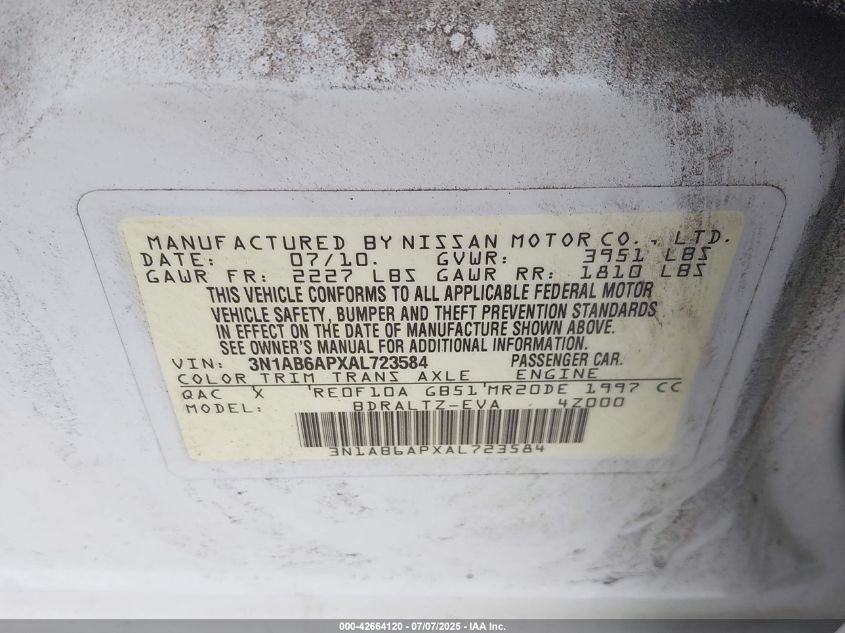 MANUFACTURED BY NISSAN MOTOR CO., LTD.
DATE: 07/10. GVWR: 3951 LBS
GAWR FR: 2227 LBS GAWR RR: 1810 LBS
THIS VEHICLE CONFORMS TO ALL APPLICABLE FEDERAL MOTOR
VEHICLE SAFETY, BUMPER AND THEFT PREVENTION STANDARDS
IN EFFECT ON THE DATE OF MANUFACTURE SHOWN ABOVE.
SEE OWNER'S MANUAL FOR ADDITIONAL INFORMATION.
VIN: 3N1AB6APXAL723584 PASSENGER CAR.
COLOR TRIM TRANS AXLE ENGINE
QAC X RE0F10A GB51 MR20DE 1997 CC
MODEL: BDRALTZ-EVA 4Z000
3N1AB6APXAL723584
000-42664120 - 07/07/2025 - IAA Inc.